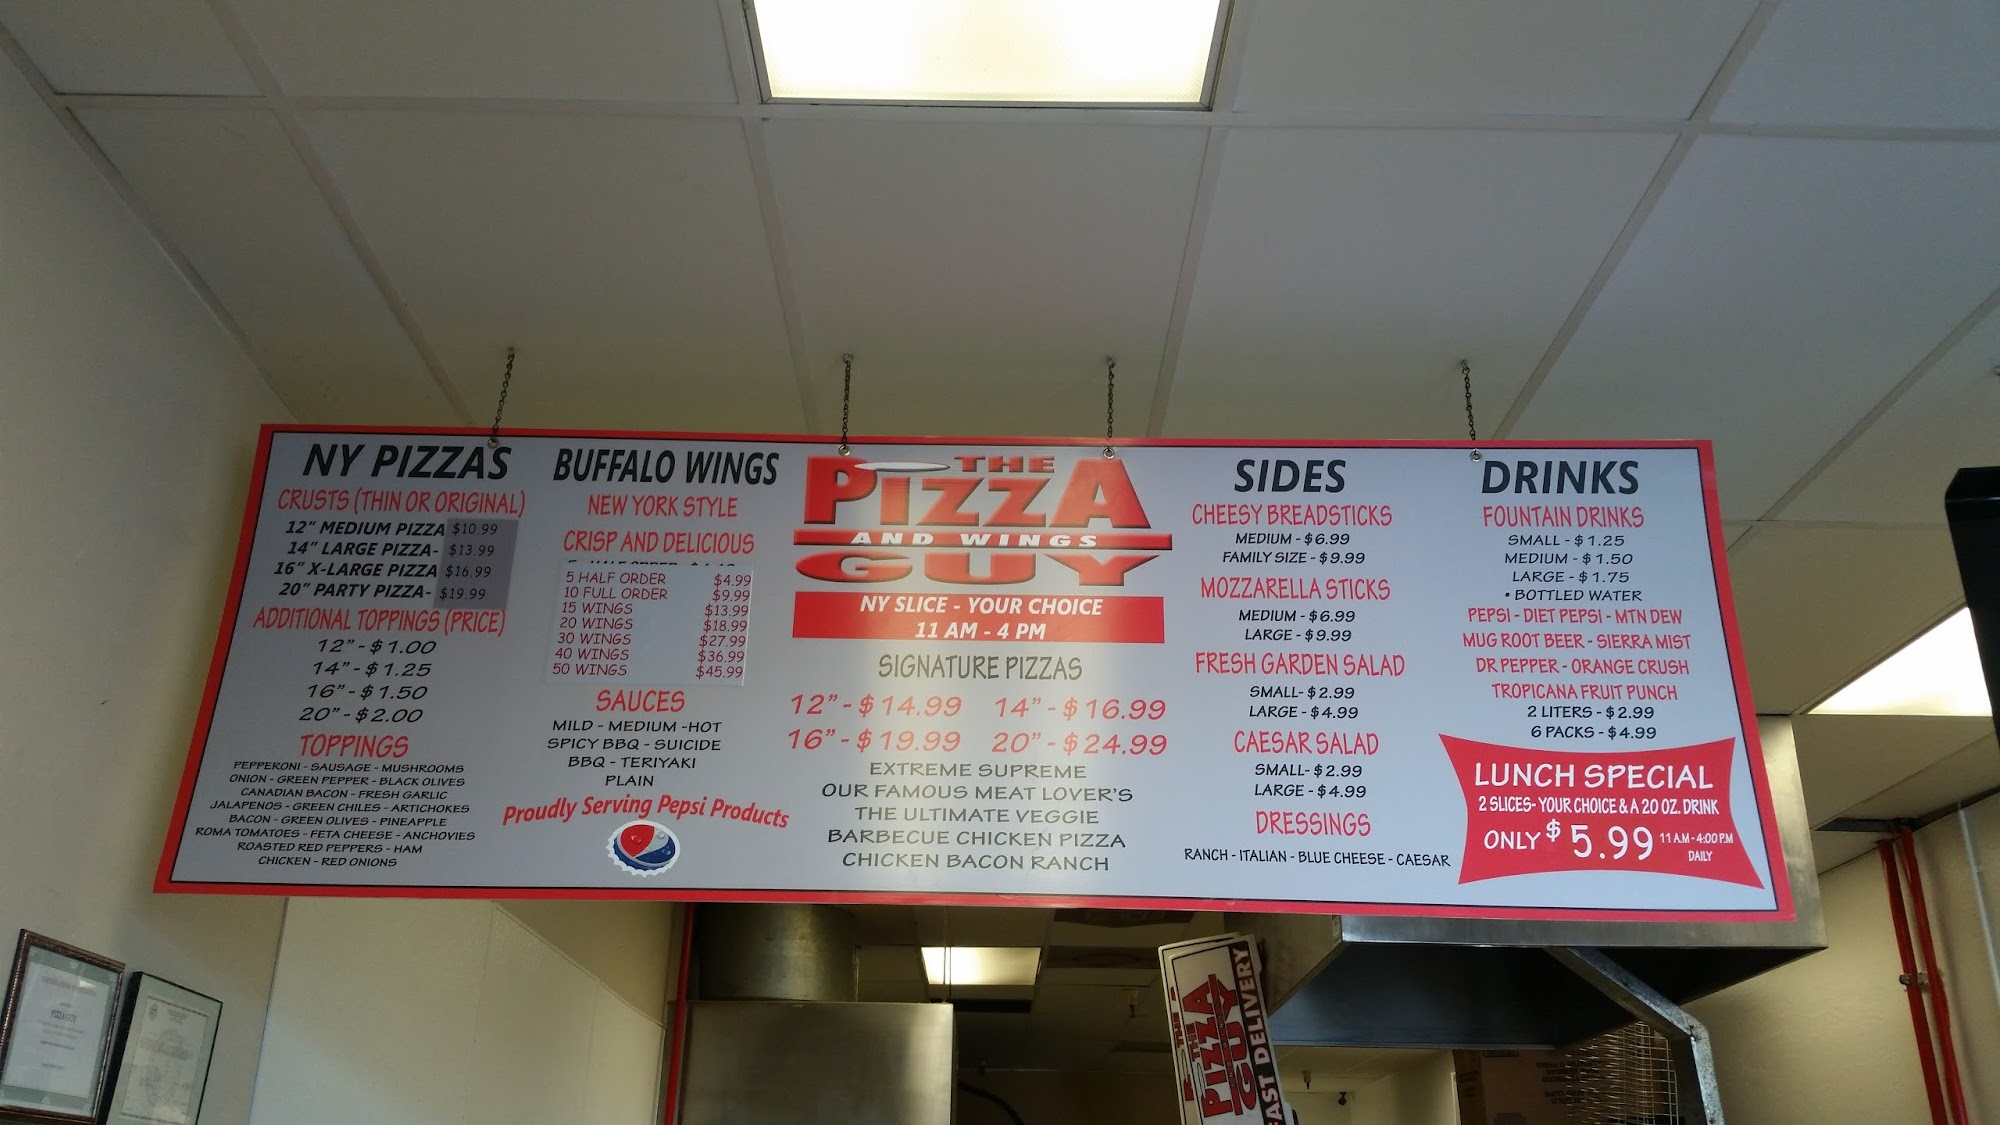 NY PIZZAS
CRUSTS (THIN OR ORIGINAL)
12" MEDIUM PIZZA $10.99
14" LARGE PIZZA- $13.99
16" X-LARGE PIZZA $16.99
20" PARTY PIZZA- $19.99
ADDITIONAL TOPPINGS (PRICE)
12" - $1.00
14" - $1.25
16" - $1.50
20" - $2.00
TOPPINGS
PEPPERONI - SAUSAGE - MUSHROOMS
ONION - GREEN PEPPER - BLACK OLIVES
CANADIAN BACON - FRESH GARLIC
JALAPENOS - GREEN CHILES - ARTICHOKES
BACON - GREEN OLIVES - PINEAPPLE
ROMA TOMATOES - FETA CHEESE - ANCHOVIES
ROASTED RED PEPPERS - HAM
CHICKEN - RED ONIONS
BUFFALO WINGS
NEW YORK STYLE
CRISP AND DELICIOUS
5 HALF ORDER $4.99
10 FULL ORDER $9.99
15 WINGS $13.99
20 WINGS $18.99
30 WINGS $27.99
40 WINGS $36.99
50 WINGS $45.99
SAUCES
MILD - MEDIUM -HOT
SPICY BBQ - SUICIDE
BBQ - TERIYAKI
PLAIN
Proudly Serving Pepsi Products
THE
PIZZA
AND WINGS
GUY
NY SLICE - YOUR CHOICE
11 AM - 4 PM
SIGNATURE PIZZAS
12" - $14.99 14" - $16.99
16" - $19.99 20" - $24.99
EXTREME SUPREME
OUR FAMOUS MEAT LOVER'S
THE ULTIMATE VEGGIE
BARBECUE CHICKEN PIZZA
CHICKEN BACON RANCH
SIDES
CHEESY BREADSTICKS
MEDIUM - $6.99
FAMILY SIZE - $9.99
MOZZARELLA STICKS
MEDIUM - $6.99
LARGE - $9.99
FRESH GARDEN SALAD
SMALL- $2.99
LARGE - $4.99
CAESAR SALAD
SMALL- $2.99
LARGE - $4.99
DRESSINGS
RANCH - ITALIAN - BLUE CHEESE - CAESAR
DRINKS
FOUNTAIN DRINKS
SMALL - $1.25
MEDIUM - $1.50
LARGE - $1.75
• BOTTLED WATER
PEPSI - DIET PEPSI - MTN DEW
MUG ROOT BEER - SIERRA MIST
DR PEPPER - ORANGE CRUSH
TROPICANA FRUIT PUNCH
2 LITERS - $2.99
6 PACKS - $4.99
LUNCH SPECIAL
2 SLICES- YOUR CHOICE & A 20 OZ. DRINK
ONLY $5.99 11 A.M - 4:00 P.M
DAILY
THE
PIZZA
GUY
FAST DELIVERY